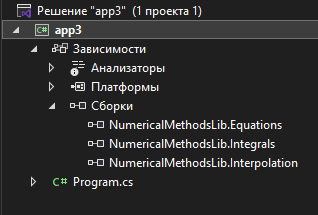 Решение "app3" (1 проекта 1)
C# app3
Зависимости
Анализаторы
Платформы
Сборки
NumericalMethodsLib.Equations
NumericalMethodsLib.Integrals
NumericalMethodsLib.Interpolation
C# Program.cs